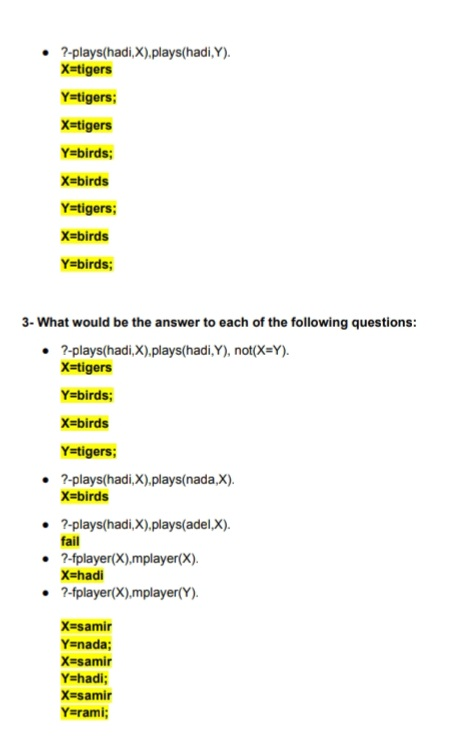 • ?-plays(hadi,X),plays(hadi,Y).
X=tigers
Y=tigers;
X=tigers
Y=birds;
X=birds
Y=tigers;
X=birds
Y=birds;
3- What would be the answer to each of the following questions:
• ?-plays(hadi,X),plays(hadi,Y), not(X=Y).
X=tigers
Y=birds;
X=birds
Y=tigers;
• ?-plays(hadi,X),plays(nada,X).
X=birds
• ?-plays(hadi,X),plays(adel,X).
fail
• ?-fplayer(X),mplayer(X).
X=hadi
• ?-fplayer(X),mplayer(Y).
X=samir
Y=nada;
X=samir
Y=hadi;
X=samir
Y=rami;